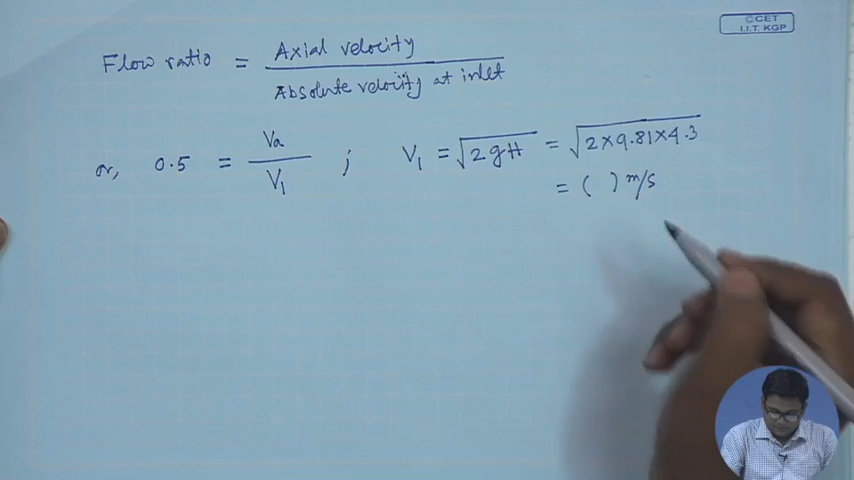 ©CET
I.I.T. KGP
Flow ratio = Axial velocity / Absolute velocity at inlet
or, 0.5 = Va / V1 ; V1 = √2gH = √2×9.81×4.3
= ( ) m/s